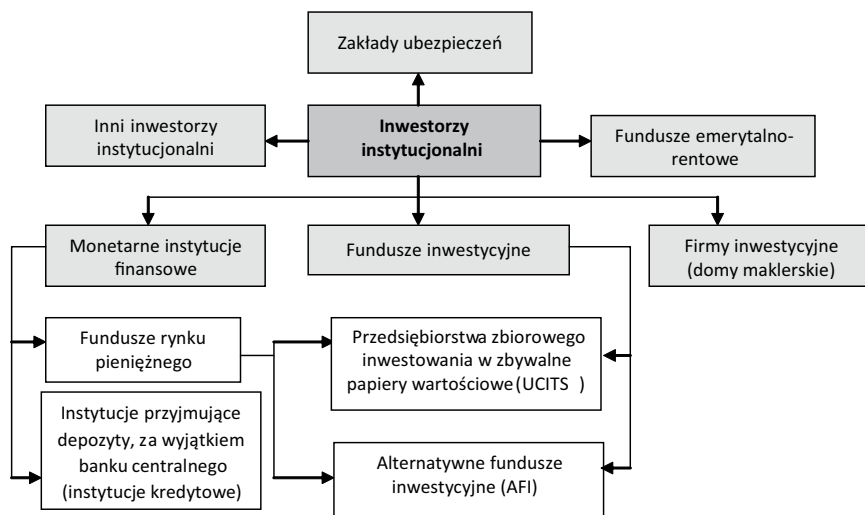 Zakłady ubezpieczeń
Inni inwestorzy
instytucjonalni
Inwestorzy
instytucjonalni
Fundusze emerytalno-
rentowe
Monetarne instytucje
finansowe
Fundusze inwestycyjne
Firmy inwestycyjne
(domy maklerskie)
Fundusze rynku
pieniężnego
Przedsiębiorstwa zbiorowego
inwestowania w zbywalne
papiery wartościowe (UCITS )
Instytucje przyjmujące
depozyty, za wyjątkiem
banku centralnego
(instytucje kredytowe)
Alternatywne fundusze
inwestycyjne (AFI)